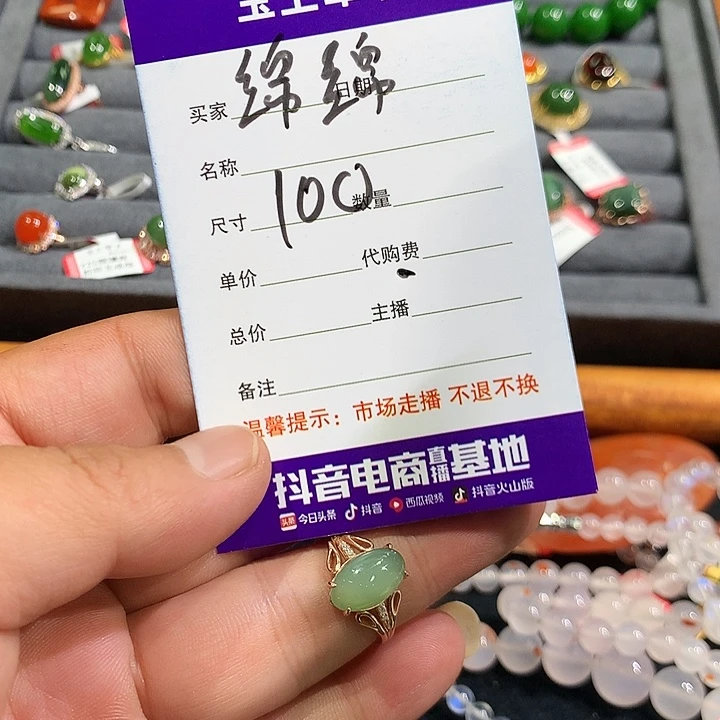 买家 绵绵 日期
名称
尺寸 100 数量
单价 代购费
总价 主播
备注
温馨提示：市场走播 不退不换
抖音电商直播基地
头条 今日头条 抖音 西瓜视频 抖音火山版